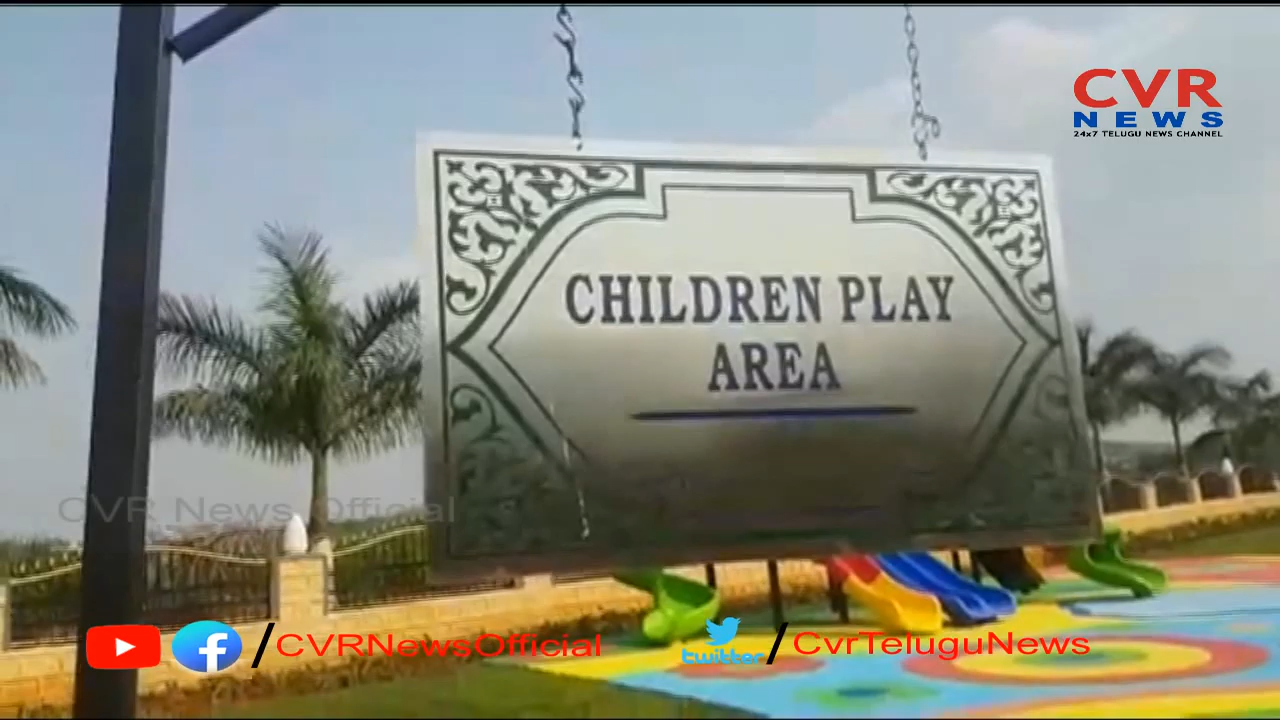 CVR
NEWS
24x7 TELUGU NEWS CHANNEL
CHILDREN PLAY
AREA
CVR News Official
/CVRNewsOfficial
twitter/CvrTeluguNews